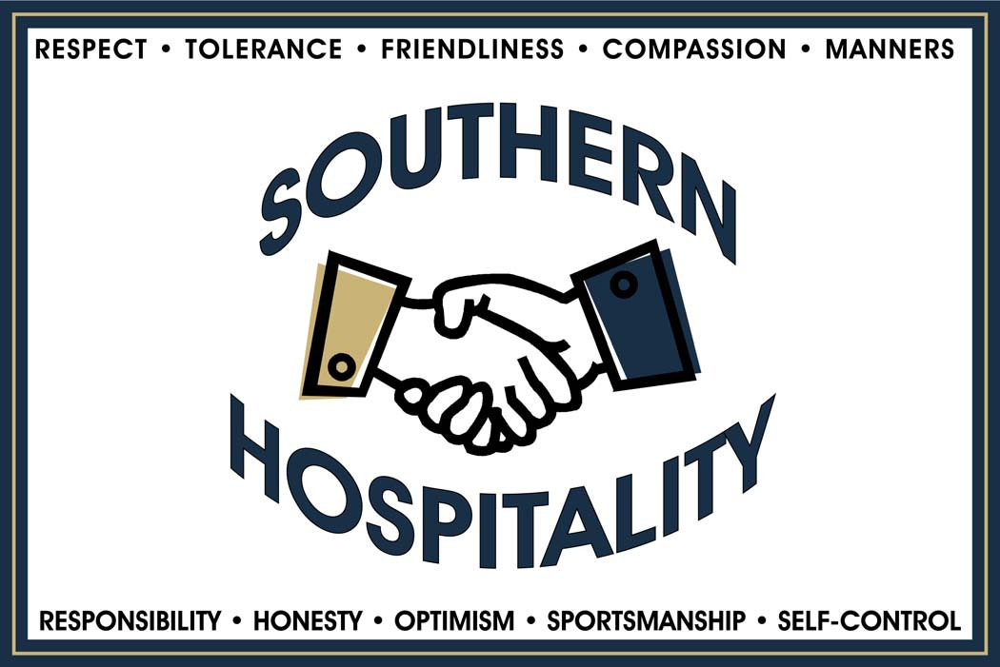 RESPECT • TOLERANCE • FRIENDLINESS • COMPASSION • MANNERS
SOUTHERN
HOSPITALITY
RESPONSIBILITY • HONESTY • OPTIMISM • SPORTSMANSHIP • SELF-CONTROL